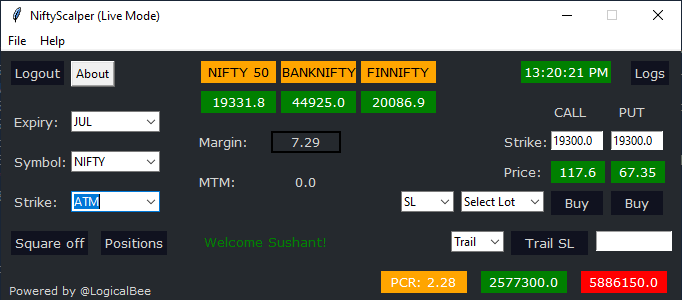 NiftyScalper (Live Mode)
File Help
Logout About NIFTY 50 BANKNIFTY FINNIFTY 13:20:21 PM Logs
19331.8 44925.0 20086.9
CALL PUT
Expiry: JUL
Margin: 7.29 Strike: 19300.0 19300.0
Symbol: NIFTY
Price: 117.6 67.35
MTM: 0.0
Strike: ATM SL Select Lot Buy Buy
Square off Positions Welcome Sushant! Trail Trail SL
PCR: 2.28 2577300.0 5886150.0
Powered by @LogicalBee